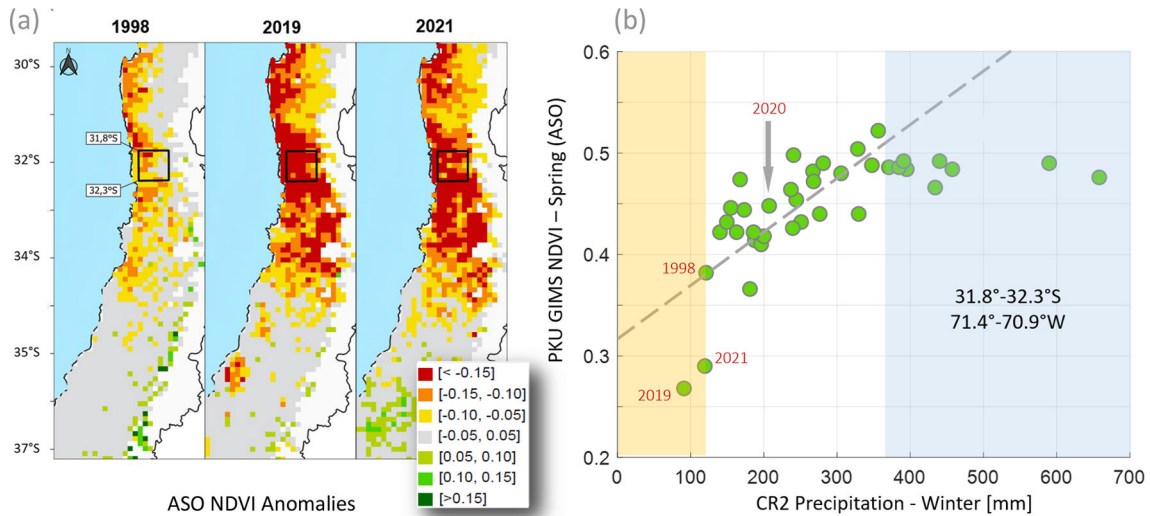 (a)
1998
2019
2021
N
30°S
31,8°S
32°S
32,3°S
34°S
35°S
37°S
[< -0.15]
[-0.15, -0.10]
[-0.10, -0.05]
[-0.05, 0.05]
[0.05, 0.10]
[0.10, 0.15]
[>0.15]
ASO NDVI Anomalies
(b)
PKU GIMS NDVI – Spring (ASO)
0.6
0.5
0.4
0.3
0.2
2020
1998
2021
2019
31.8°-32.3°S
71.4°-70.9°W
0 100 200 300 400 500 600 700
CR2 Precipitation - Winter [mm]